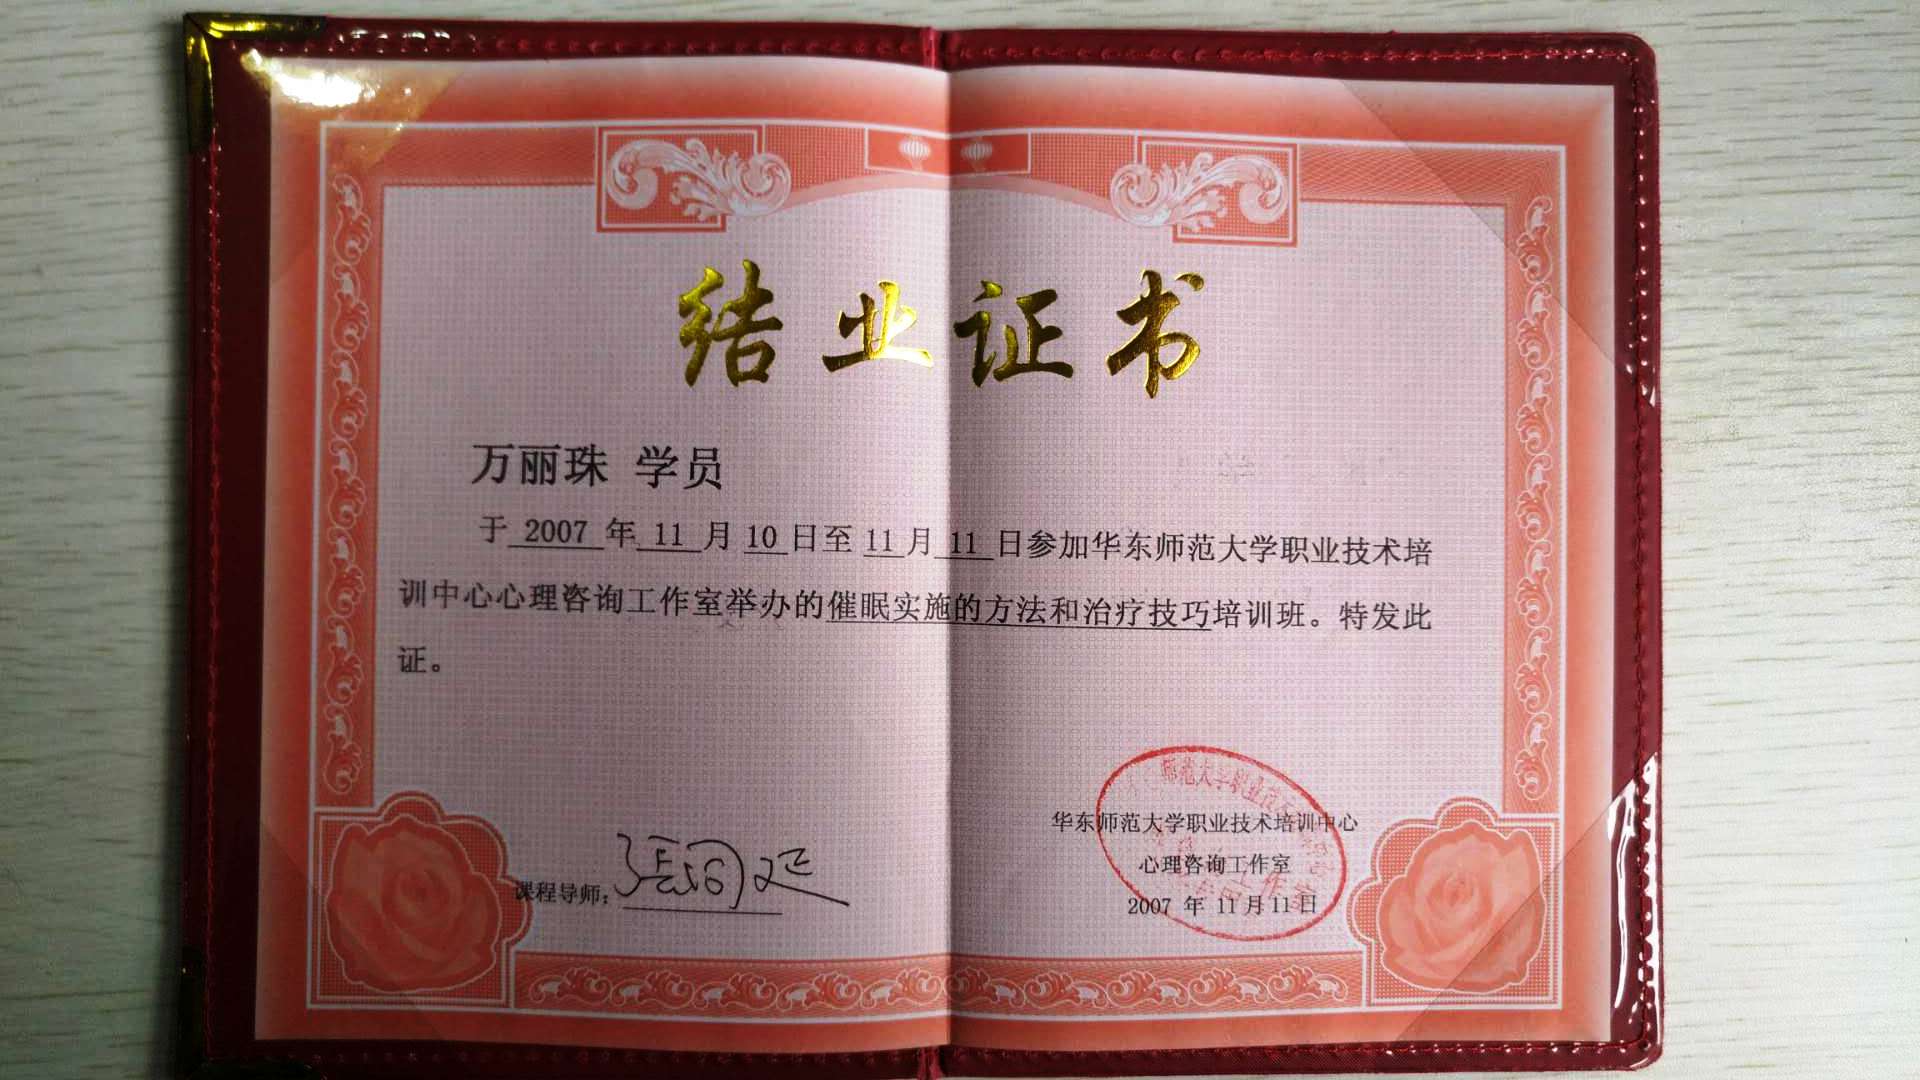 结业证书
万丽珠 学员
于 2007 年 11 月 10 日至 11 月 11 日参加华东师范大学职业技术培
训中心心理咨询工作室举办的催眠实施的方法和治疗技巧培训班。特发此
证。
课程导师：
华东师范大学职业技术培训中心
心理咨询工作室
2007 年 11 月 11 日